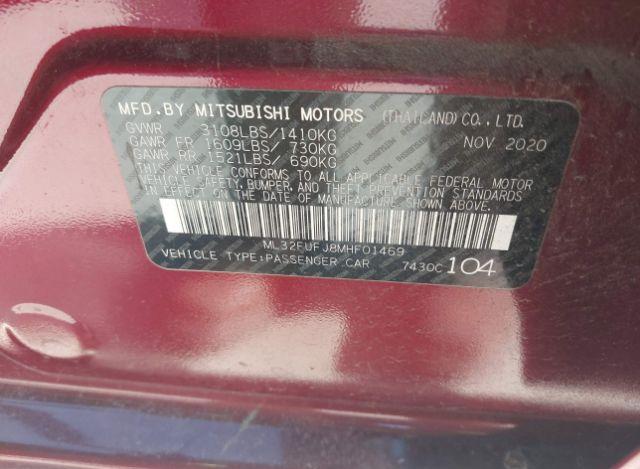 MFD.BY MITSUBISHI MOTORS (THAILAND)CO.,LTD.
GVWR 3108LBS/1410KG NOV 2020
GAWR FR 1609LBS/ 730KG
GAWR RR 1521LBS/ 690KG
THIS VEHICLE CONFORMS TO ALL APPLICABLE FEDERAL MOTOR
VEHICLE SAFETY, BUMPER, AND THEFT PREVENTION STANDARDS
IN EFFECT ON THE DATE OF MANUFACTURE SHOWN ABOVE.
ML32FUFJ8MHF01469
VEHICLE TYPE:PASSENGER CAR 7430C 104